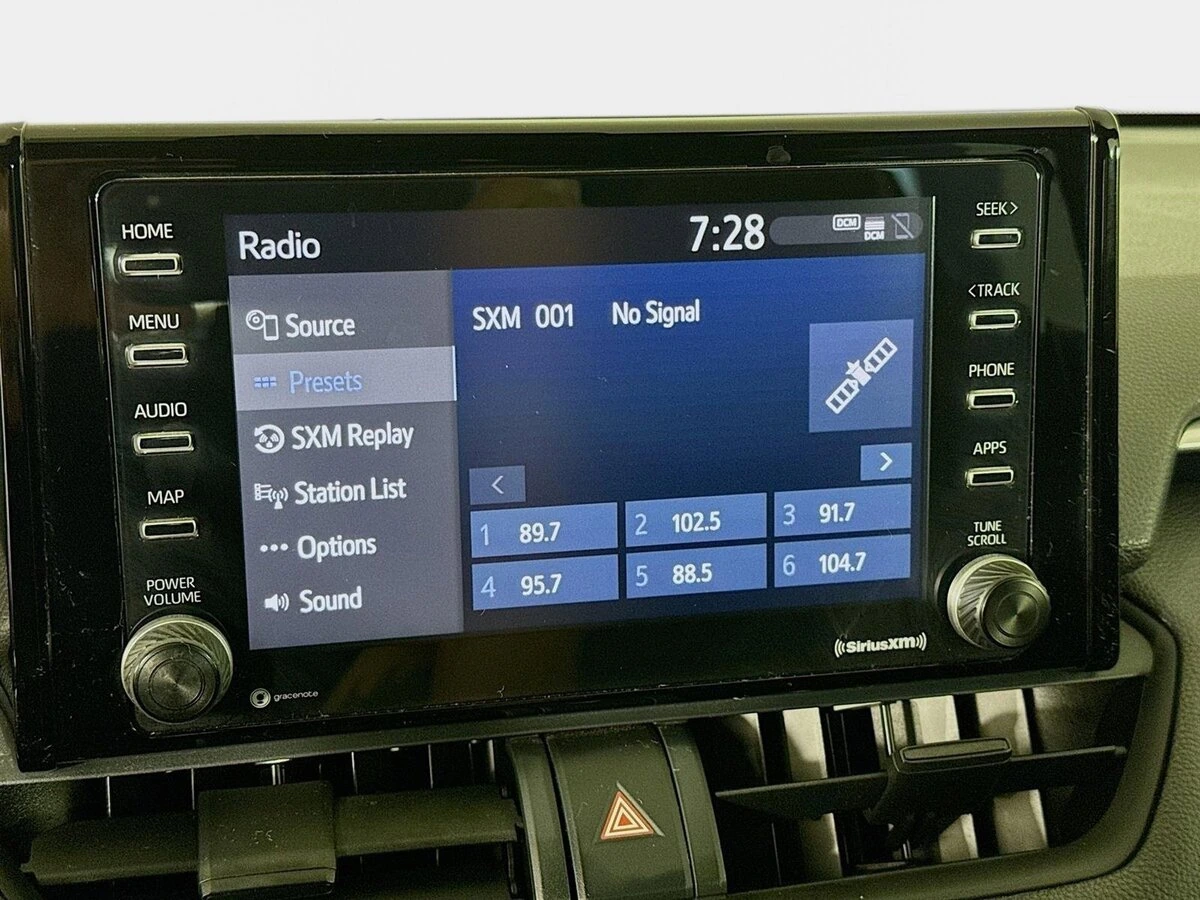 HOME
MENU
AUDIO
MAP
POWER
VOLUME
Radio
7:28
DCM
DCM
Source
Presets
SXM Replay
Station List
Options
Sound
SXM 001 No Signal
<
>
1 89.7
2 102.5
3 91.7
4 95.7
5 88.5
6 104.7
gracenote
((SiriusXM))
SEEK>
<TRACK
PHONE
APPS
TUNE
SCROLL